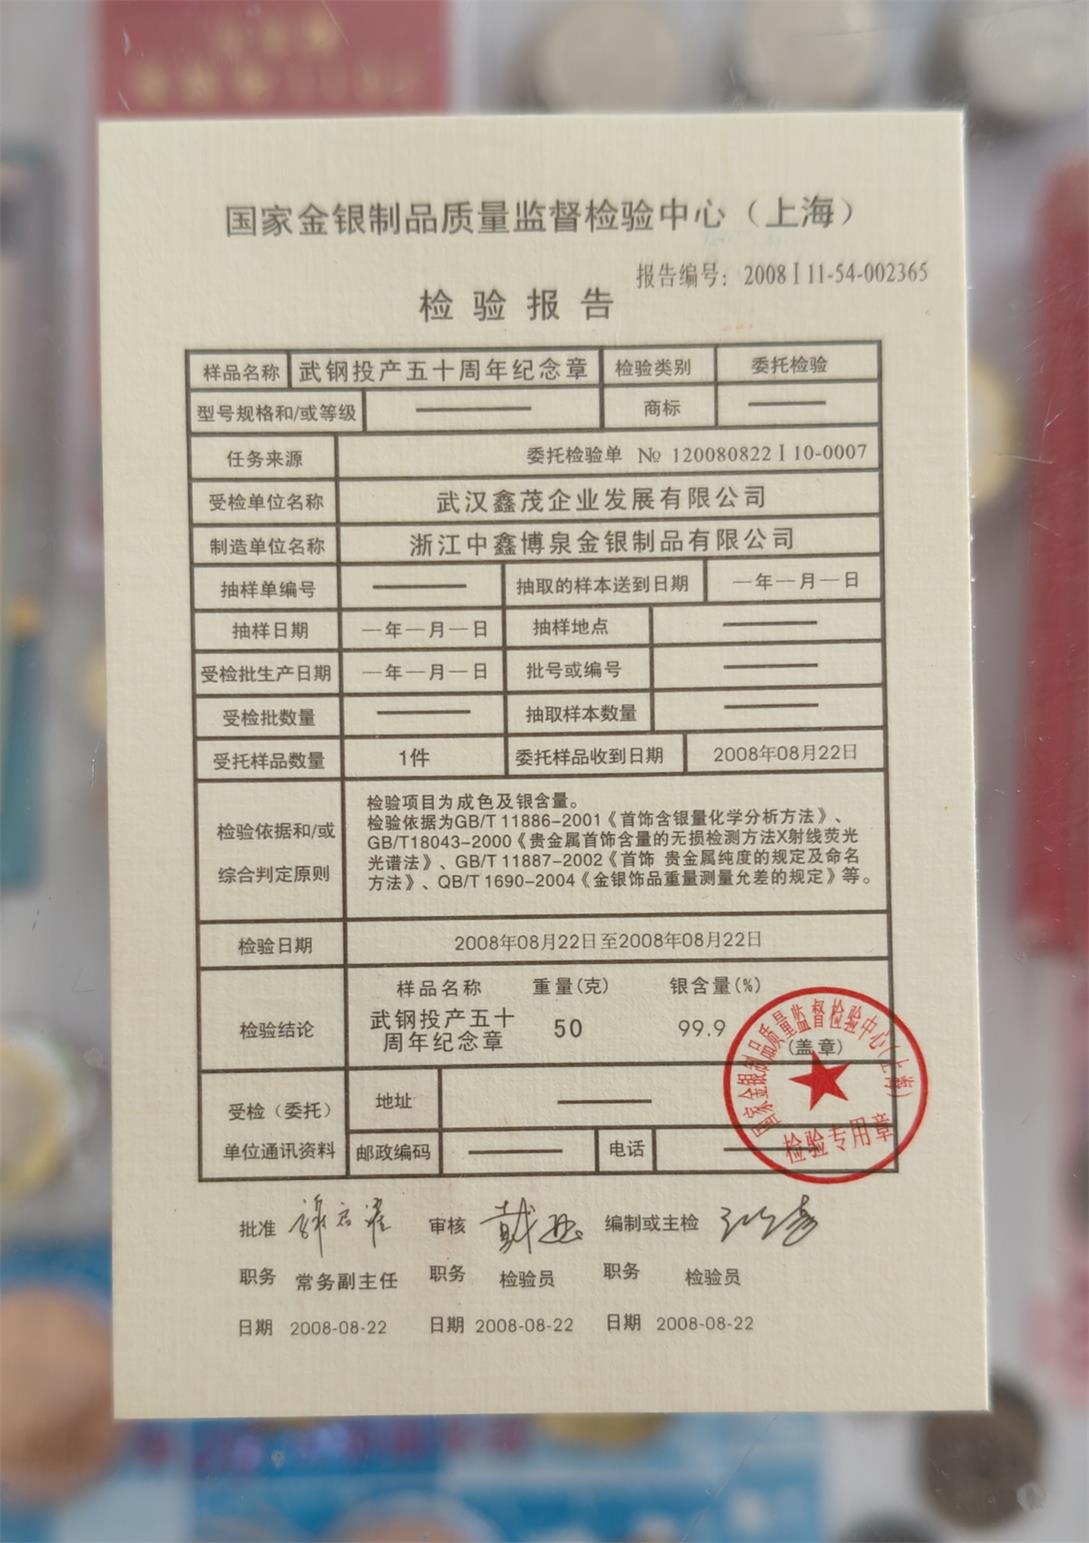 国家金银制品质量监督检验中心（上海）
报告编号：2008Ⅰ11-54-002365
检验报告
样品名称 武钢投产五十周年纪念章 检验类别 委托检验
型号规格和/或等级 —— 商标 ——
任务来源 委托检验单 № 120080822Ⅰ10-0007
受检单位名称 武汉鑫茂企业发展有限公司
制造单位名称 浙江中鑫博泉金银制品有限公司
抽样单编号 —— 抽取的样本送到日期 —年—月—日
抽样日期 —年—月—日 抽样地点 ——
受检批生产日期 —年—月—日 批号或编号 ——
受检批数量 —— 抽取样本数量 ——
受托样品数量 1件 委托样品收到日期 2008年08月22日
检验依据和/或
综合判定原则
检验项目为成色及银含量。
检验依据为GB/T 11886-2001《首饰含银量化学分析方法》、
GB/T18043-2000《贵金属首饰含量的无损检测方法X射线荧光
光谱法》、GB/T 11887-2002《首饰 贵金属纯度的规定及命名
方法》、QB/T 1690-2004《金银饰品重量测量允差的规定》等。
检验日期 2008年08月22日至2008年08月22日
检验结论
样品名称 重量(克) 银含量(%)
武钢投产五十
周年纪念章
50 99.9
(盖章)
国家金银制品质量监督检验中心(上海)
检验专用章
受检（委托）
单位通讯资料
地址 ——
邮政编码 —— 电话 ——
批准 审核 编制或主检
职务 常务副主任 职务 检验员 职务 检验员
日期 2008-08-22 日期 2008-08-22 日期 2008-08-22